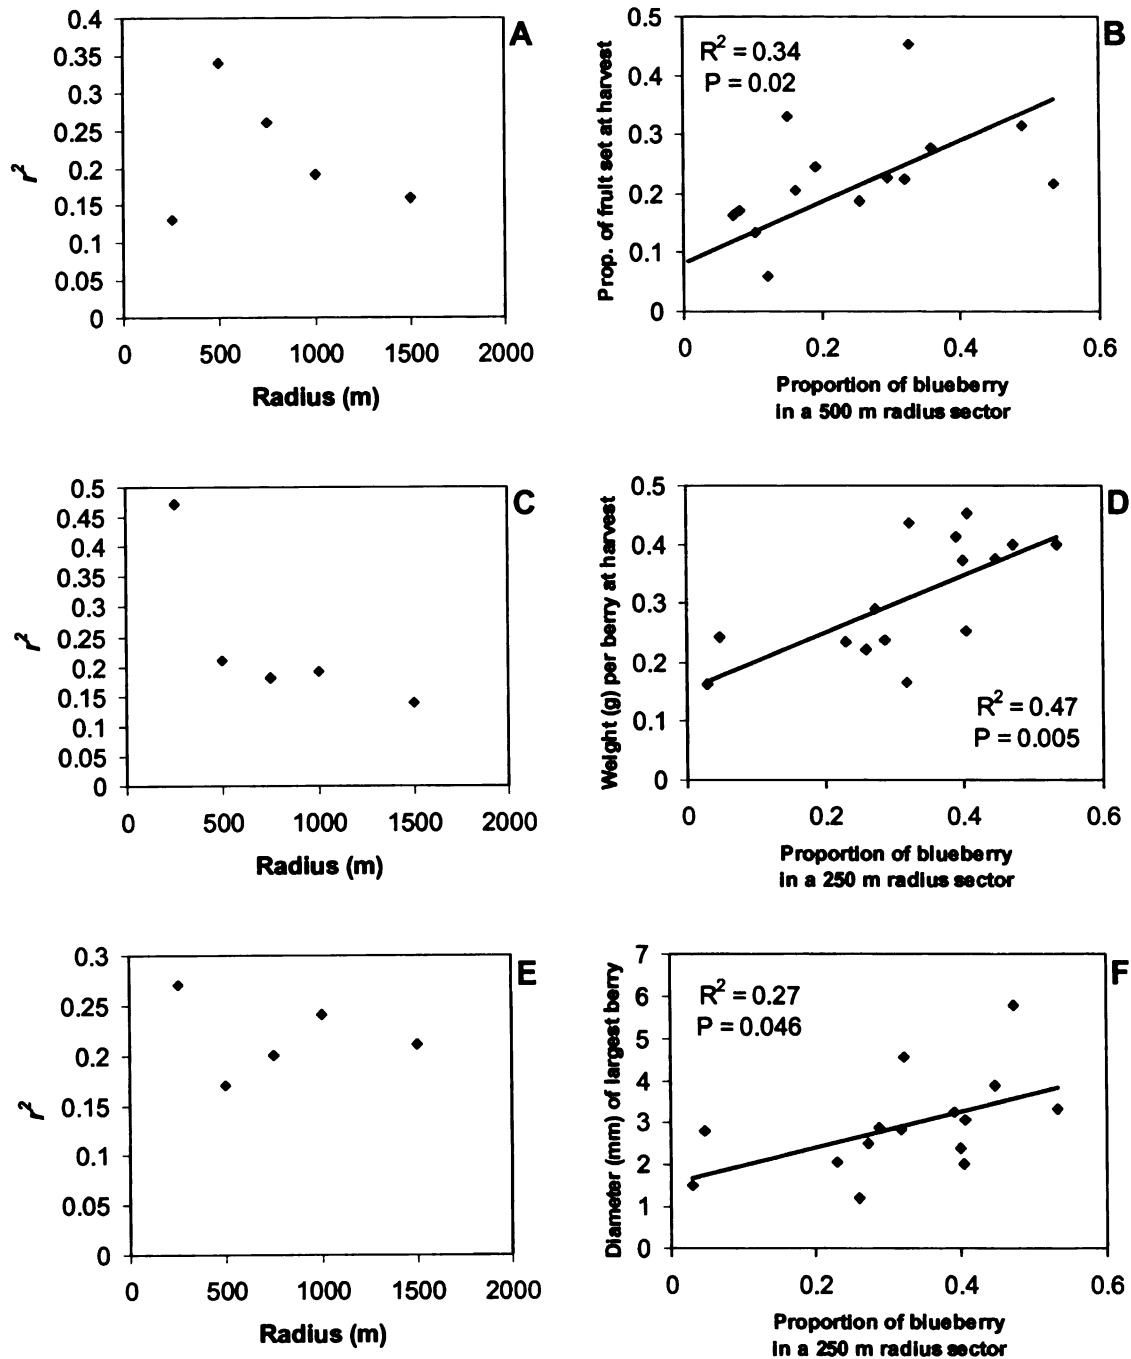 A
0.4
0.35
0.3
0.25
0.2
0.15
0.1
0.05
0
r²
0 500 1000 1500 2000
Radius (m)
B
0.5
0.4
0.3
0.2
0.1
0
Prop. of fruit set at harvest
R² = 0.34
P = 0.02
0 0.2 0.4 0.6
Proportion of blueberry
in a 500 m radius sector
C
0.5
0.45
0.4
0.35
0.3
0.25
0.2
0.15
0.1
0.05
0
r²
0 500 1000 1500 2000
Radius (m)
D
0.5
0.4
0.3
0.2
0.1
0
Weight (g) per berry at harvest
R² = 0.47
P = 0.005
0 0.2 0.4 0.6
Proportion of blueberry
in a 250 m radius sector
E
0.3
0.25
0.2
0.15
0.1
0.05
0
r²
0 500 1000 1500 2000
Radius (m)
F
7
6
5
4
3
2
1
0
Diameter (mm) of largest berry
R² = 0.27
P = 0.046
0 0.2 0.4 0.6
Proportion of blueberry
in a 250 m radius sector